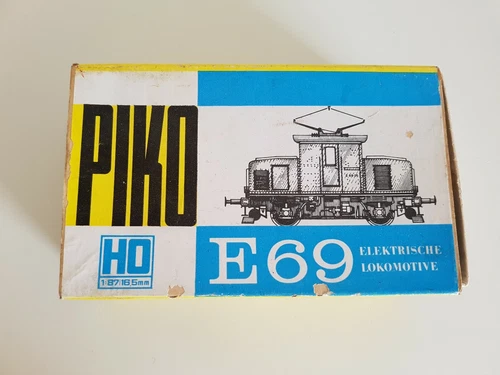 PIKO
HO
1:87|16,5mm
E69
ELEKTRISCHE
LOKOMOTIVE